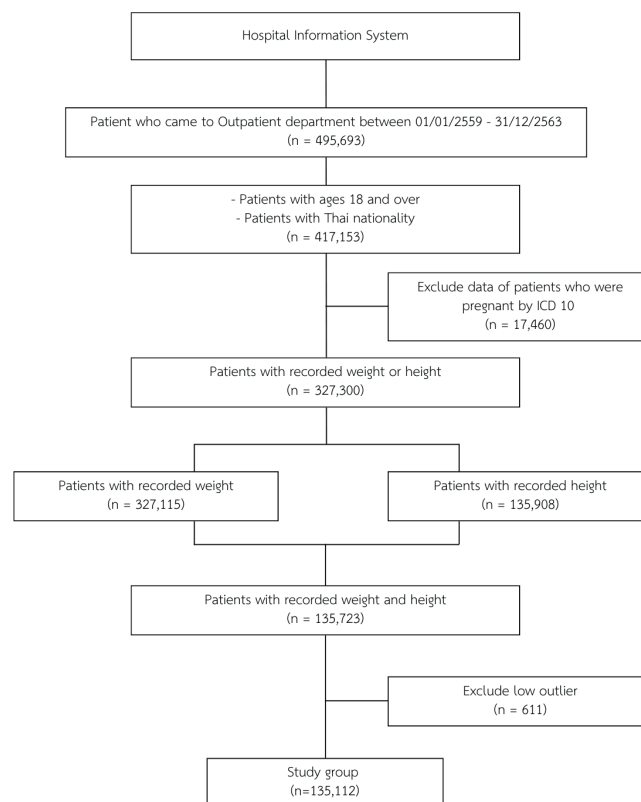 Hospital Information System
Patient who came to Outpatient department between 01/01/2559 - 31/12/2563
(n = 495,693)
- Patients with ages 18 and over
- Patients with Thai nationality
(n = 417,153)
Exclude data of patients who were
pregnant by ICD 10
(n = 17,460)
Patients with recorded weight or height
(n = 327,300)
Patients with recorded weight
(n = 327,115)
Patients with recorded height
(n = 135,908)
Patients with recorded weight and height
(n = 135,723)
Exclude low outlier
(n = 611)
Study group
(n=135,112)